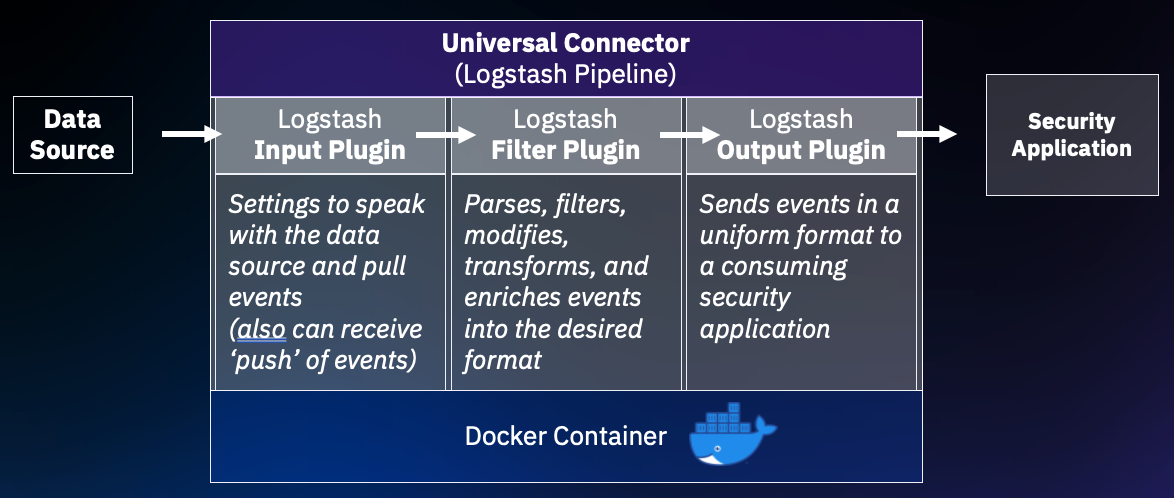 Universal Connector
(Logstash Pipeline)
Data
Source
Logstash
Input Plugin
Logstash
Filter Plugin
Logstash
Output Plugin
Security
Application
Settings to speak
with the data
source and pull
events
(also can receive
‘push’ of events)
Parses, filters,
modifies,
transforms, and
enriches events
into the desired
format
Sends events in a
uniform format to
a consuming
security
application
Docker Container